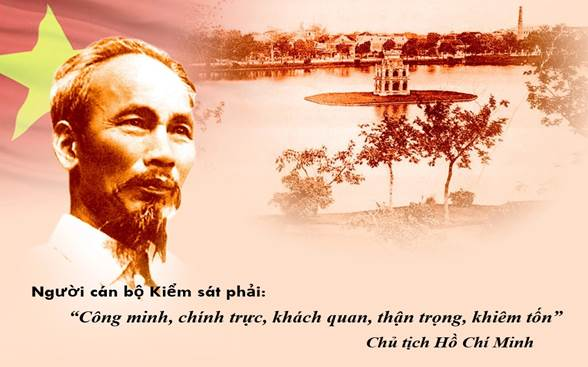 Người cán bộ Kiểm sát phải:
“Công minh, chính trực, khách quan, thận trọng, khiêm tốn”
Chủ tịch Hồ Chí Minh